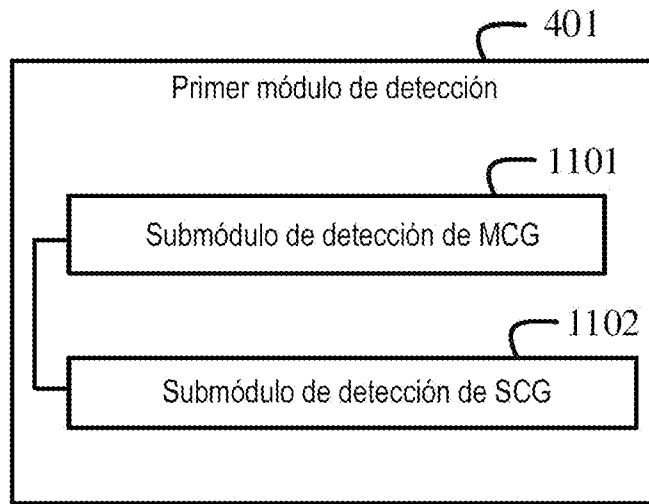 401
Primer módulo de detección
1101
Submódulo de detección de MCG
1102
Submódulo de detección de SCG